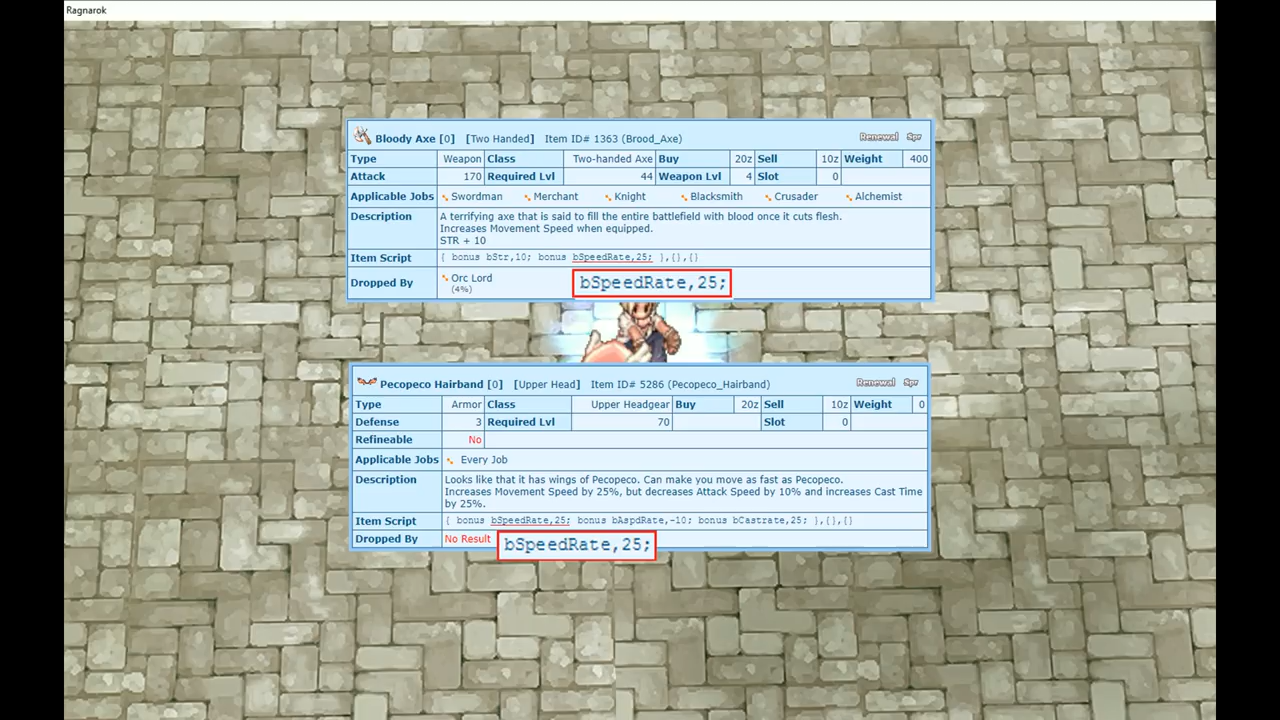 Ragnarok
Bloody Axe [0] [Two Handed] Item ID# 1363 (Brood_Axe) Renewal Spr
Type Weapon Class Two-handed Axe Buy 20z Sell 10z Weight 400
Attack 170 Required Lvl 44 Weapon Lvl 4 Slot 0
Applicable Jobs Swordman Merchant Knight Blacksmith Crusader Alchemist
Description A terrifying axe that is said to fill the entire battlefield with blood once it cuts flesh.
Increases Movement Speed when equipped.
STR + 10
Item Script { bonus bStr,10; bonus bSpeedRate,25; },{},{}
Dropped By Orc Lord
(4%)
bSpeedRate,25;
Pecopeco Hairband [0] [Upper Head] Item ID# 5286 (Pecopeco_Hairband) Renewal Spr
Type Armor Class Upper Headgear Buy 20z Sell 10z Weight 0
Defense 3 Required Lvl 70 Slot 0
Refineable No
Applicable Jobs Every Job
Description Looks like that it has wings of Pecopeco. Can make you move as fast as Pecopeco.
Increases Movement Speed by 25%, but decreases Attack Speed by 10% and increases Cast Time
by 25%.
Item Script { bonus bSpeedRate,25; bonus bAspdRate,-10; bonus bCastrate,25; },{},{}
Dropped By No Result
bSpeedRate,25;